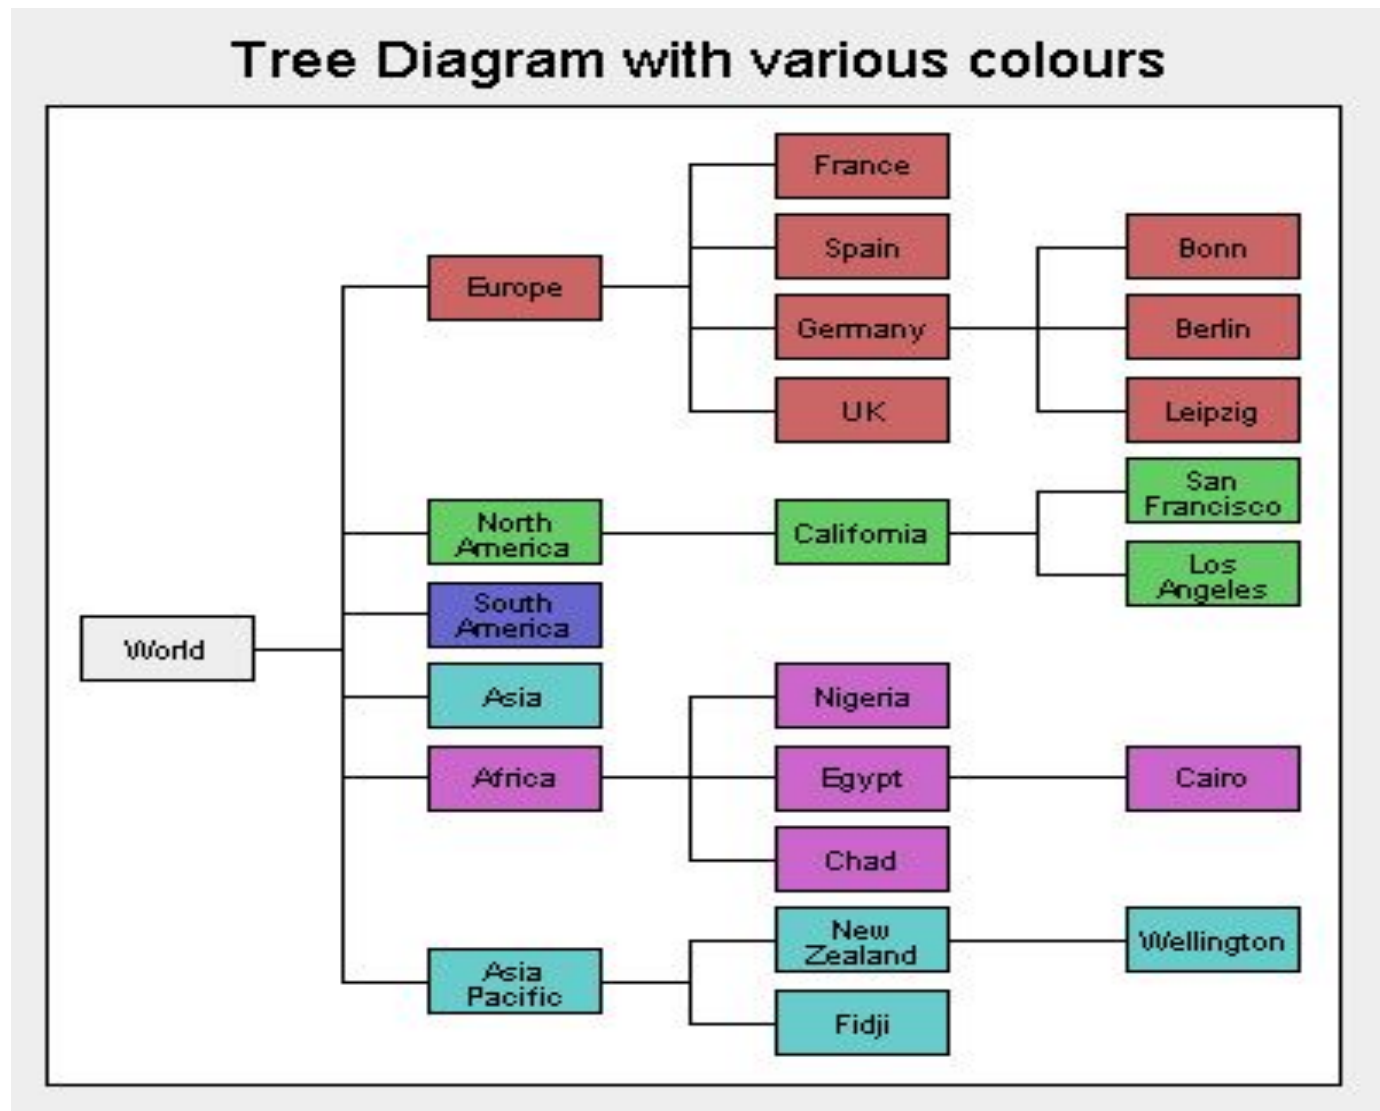 Tree Diagram with various colours
France
Spain
Bonn
Europe
Germany
Berlin
UK
Leipzig
San
Francisco
North
America
California
Los
Angeles
South
America
World
Asia
Nigeria
Africa
Egypt
Cairo
Chad
New
Zealand
Wellington
Asia
Pacific
Fidji